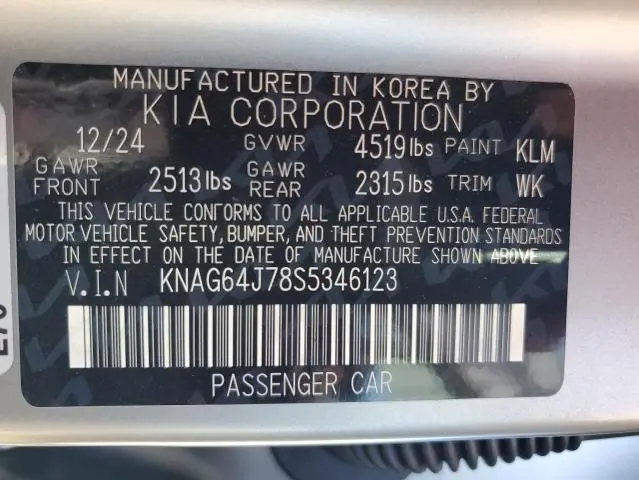 MANUFACTURED IN KOREA BY
KIA CORPORATION
12/24 GVWR 4519 lbs PAINT KLM
GAWR FRONT 2513 lbs GAWR REAR 2315 lbs TRIM WK
THIS VEHICLE CONFORMS TO ALL APPLICABLE U.S.A. FEDERAL
MOTOR VEHICLE SAFETY, BUMPER, AND THEFT PREVENTION STANDARDS
IN EFFECT ON THE DATE OF MANUFACTURE SHOWN ABOVE.
V.I.N KNAG64J78S5346123
PASSENGER CAR